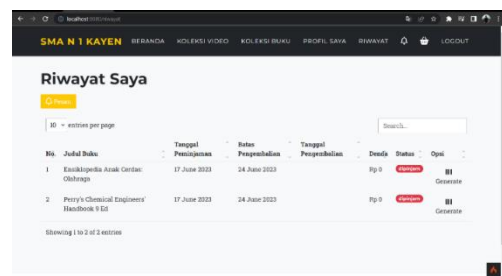 localhost:8080/riwayat
SMA N 1 KAYEN BERANDA KOLEKSI VIDEO KOLEKSI BUKU PROFIL SAYA RIWAYAT LOGOUT
Riwayat Saya
Pesan
10 entries per page Search...
No. Judul Buku Tanggal Peminjaman Batas Pengembalian Tanggal Pengembalian Denda Status Opsi
1 Ensiklopedia Anak Cerdas: Olahraga 17 June 2023 24 June 2023 Rp 0 dipinjam Generate
2 Perry's Chemical Engineers' Handbook 9 Ed 17 June 2023 24 June 2023 Rp 0 dipinjam Generate
Showing 1 to 2 of 2 entries